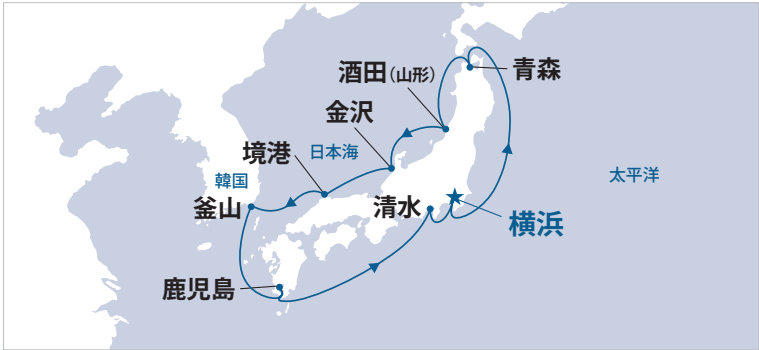 青森
酒田（山形）
金沢
境港
日本海
韓国
釜山
清水
太平洋
横浜
鹿児島